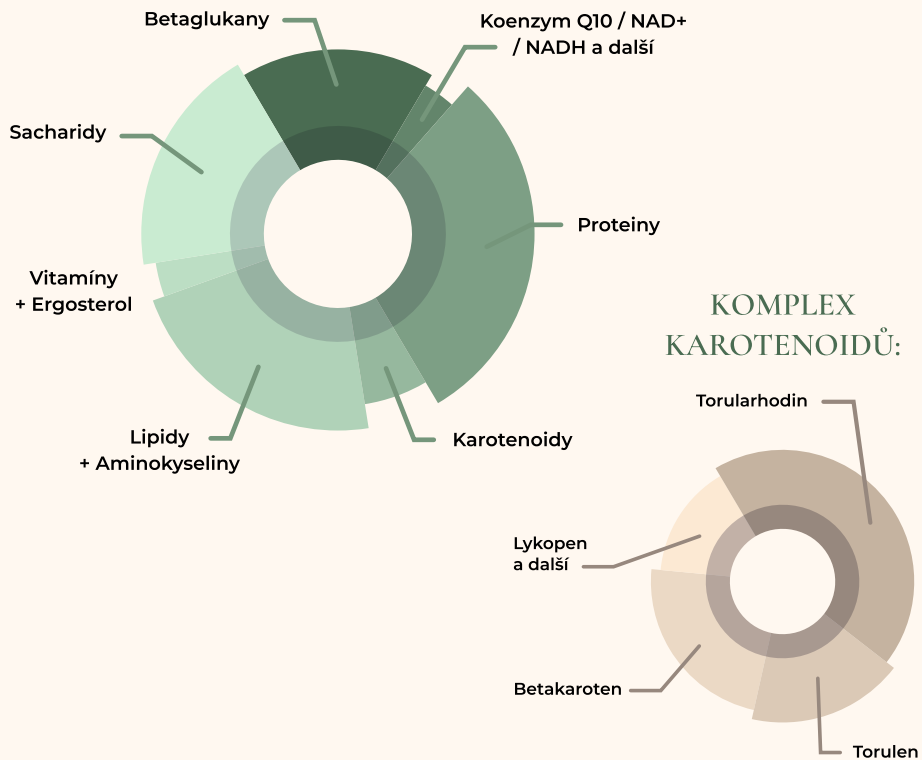 Betaglukany
Koenzym Q10 / NAD+
/ NADH a další
Sacharidy
Proteiny
Vitamíny
+ Ergosterol
Lipidy
+ Aminokyseliny
Karotenoidy
KOMPLEX
KAROTENOIDŮ:
Torularhodin
Lykopen
a další
Betakaroten
Torulen